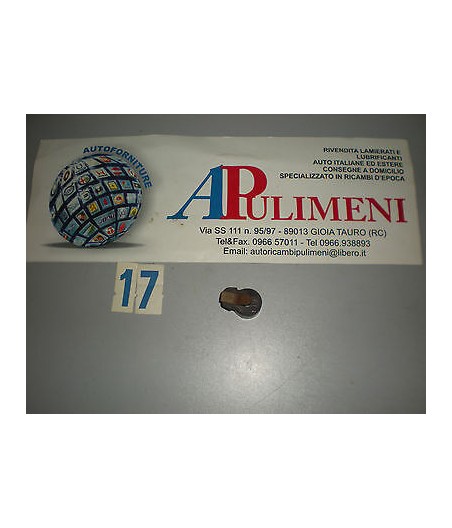 AUTOFORNITURE
RIVENDITA LAMIERATI E
LUBRIFICANTI
AUTO ITALIANE ED ESTERE
CONSEGNE A DOMICILIO
SPECIALIZZATO IN RICAMBI D'EPOCA
APULIMENI
Via SS 111 n. 95/97 - 89013 GIOIA TAURO (RC)
Tel&Fax. 0966 57011 - Tel 0966.938893
Email: autoricambipulimeni@libero.it
17